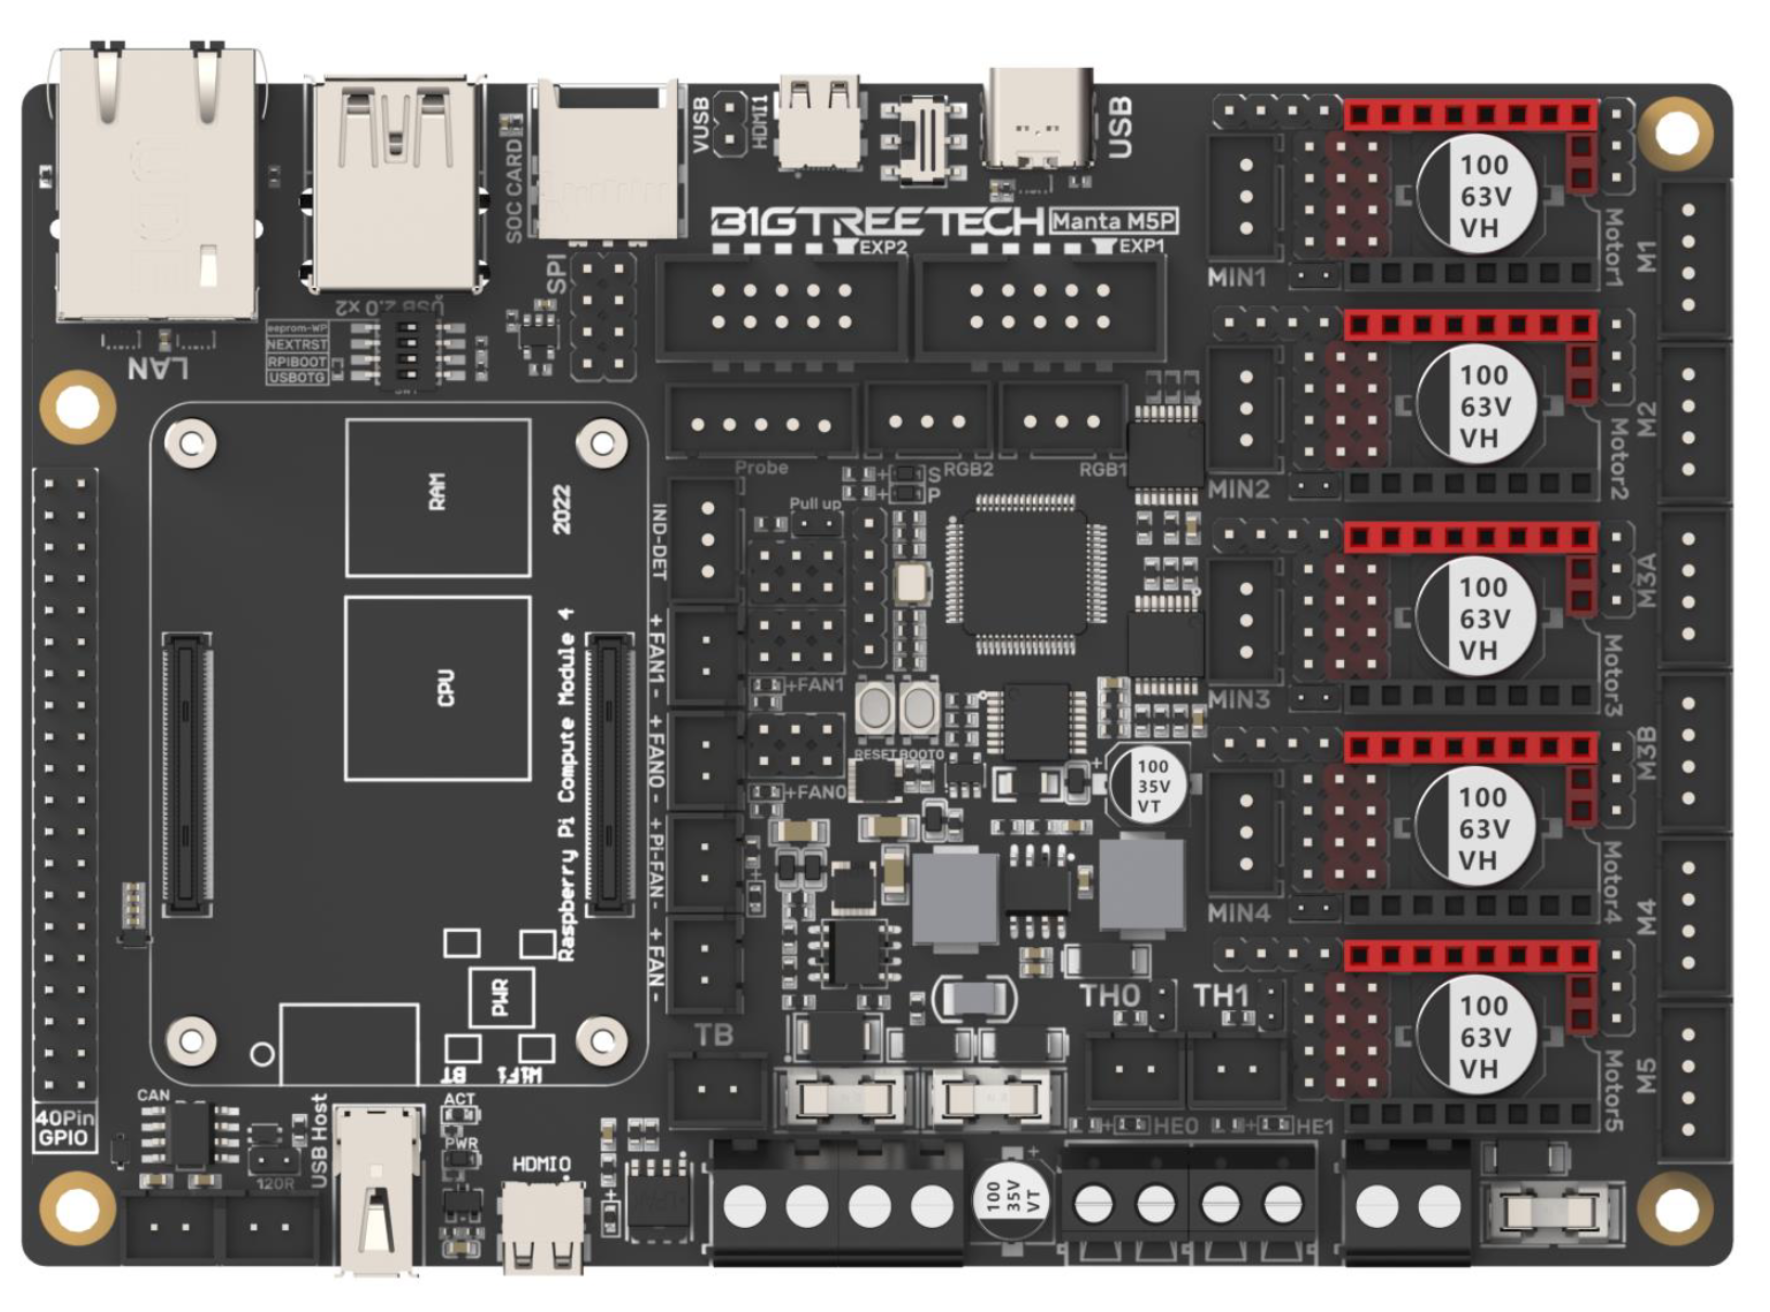 VUSB
HDMI1
USB
SOC CARD
BIGTREETECH
Manta M5P
EXP2
EXP1
SPI
USB 2.0 x2
eeprom-WP
NEXTRST
RPIBOOT
USBOTG
LAN
MIN1
100
63V
VH
Motor1
M1
RAM
2022
Probe
RGB2
RGB1
S
P
Pull up
IND-DET
MIN2
100
63V
VH
Motor2
M2
CPU
Raspberry Pi Compute Module 4
+ FAN1 -
+FAN1
MIN3
100
63V
VH
Motor3
M3A
+ FAN0 -
+FAN0
RESET
BOOT0
100
35V
VT
MIN4
100
63V
VH
Motor4
M3B
+Pi-FAN-
+ FAN -
M4
PWR
BT
WiFi
TB
TH0
TH1
100
63V
VH
Motor5
M5
40Pin
GPIO
CAN
120R
USB Host
ACT
PWR
HDMI0
100
35V
VT
+
HE0
+
HE1